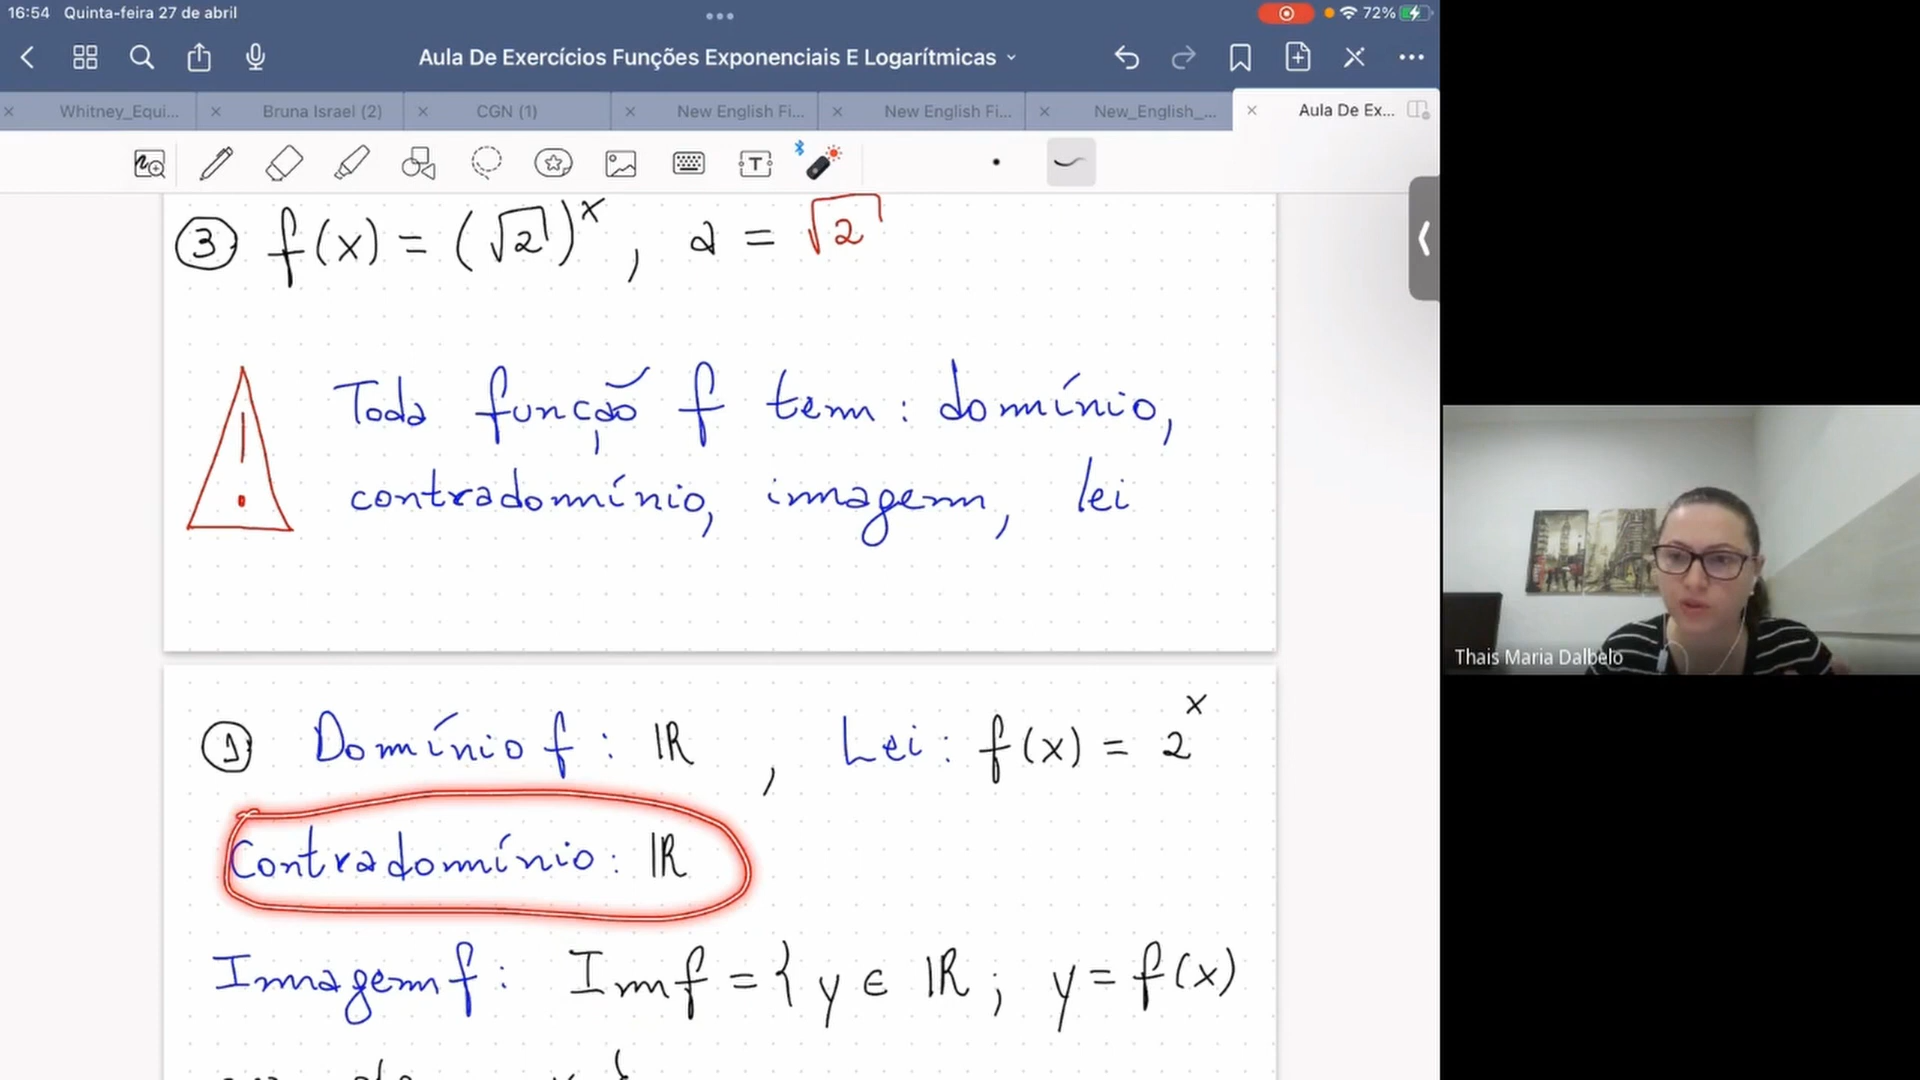 16:54 Quinta-feira 27 de abril
72%
Aula De Exercícios Funções Exponenciais E Logarítmicas
Whitney_Equi...
Bruna Israel (2)
CGN (1)
New English Fi...
New English Fi...
New_English_...
Aula De Ex...
③ f(x) = (√2)^x, a = √2
Toda função f tem: domínio,
contradomínio, imagem, lei
① Domínio f: ℝ, Lei: f(x) = 2^x
Contradomínio: ℝ
Imagem f: Imf = { y ∈ ℝ; y = f(x)
Thais Maria Dalbelo